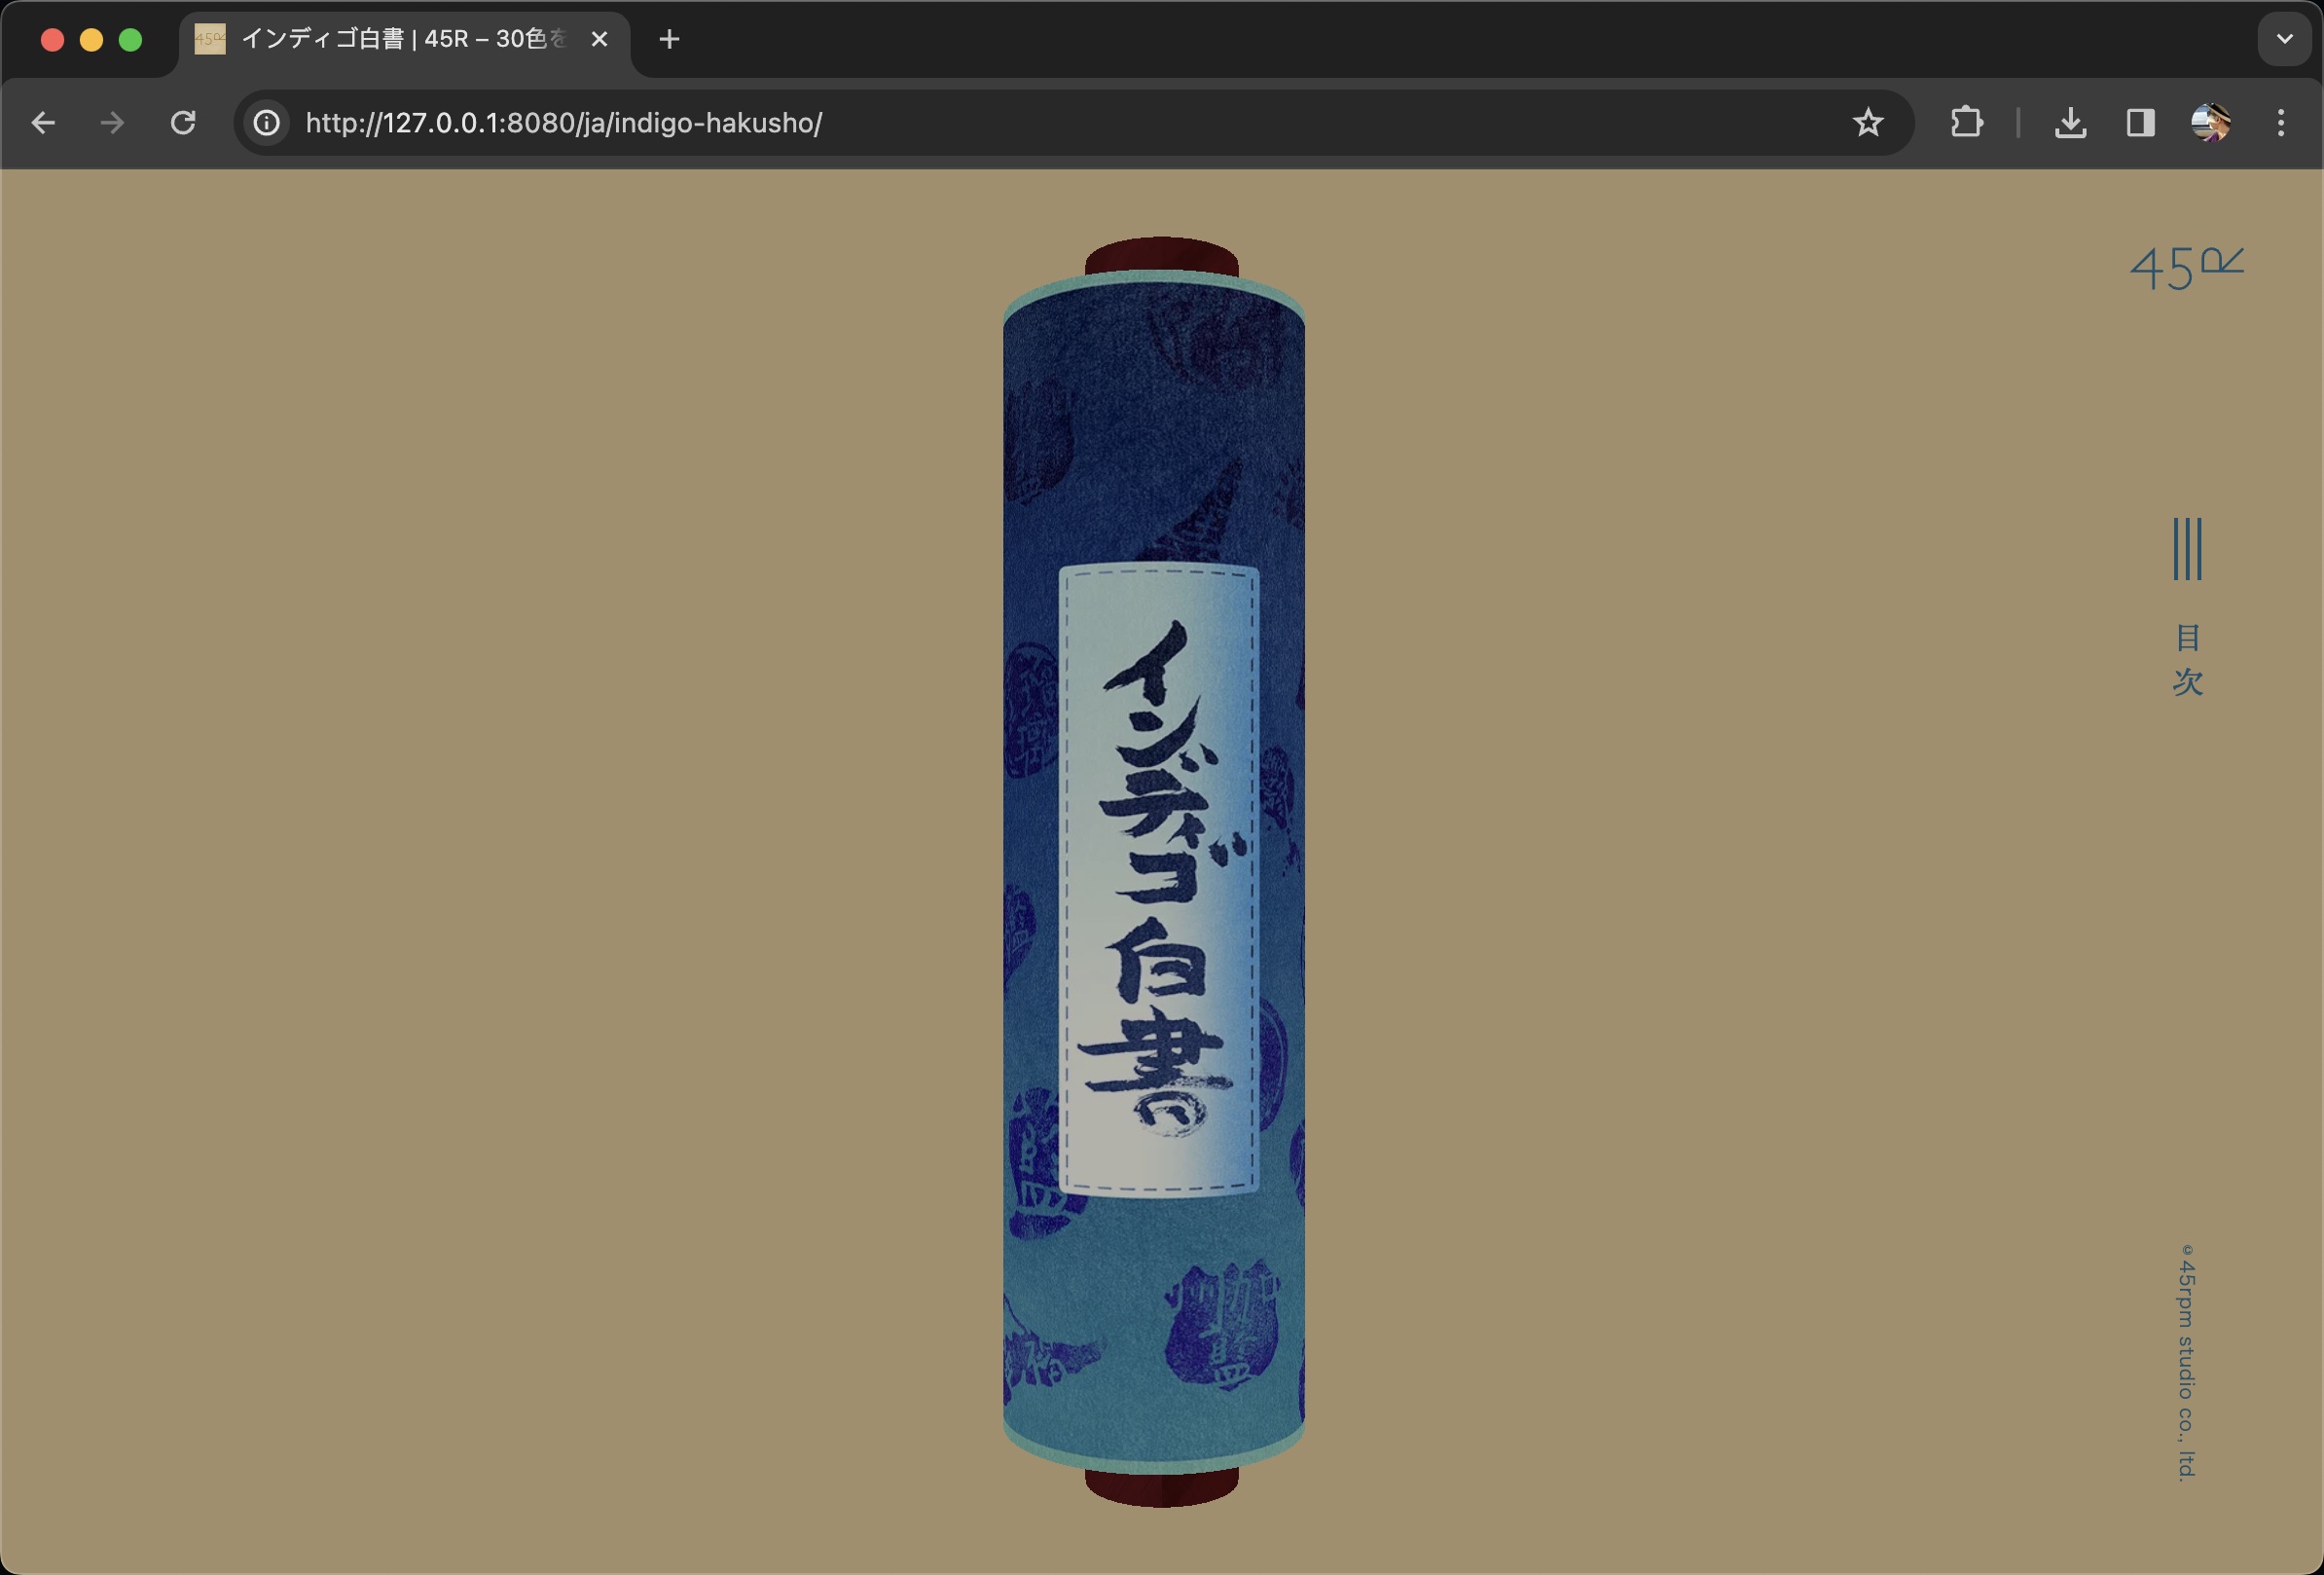 インディゴ白書 | 45R – 30色を
http://127.0.0.1:8080/ja/indigo-hakusho/
45R
目次
インディゴ白書
©45rpm studio co., ltd.